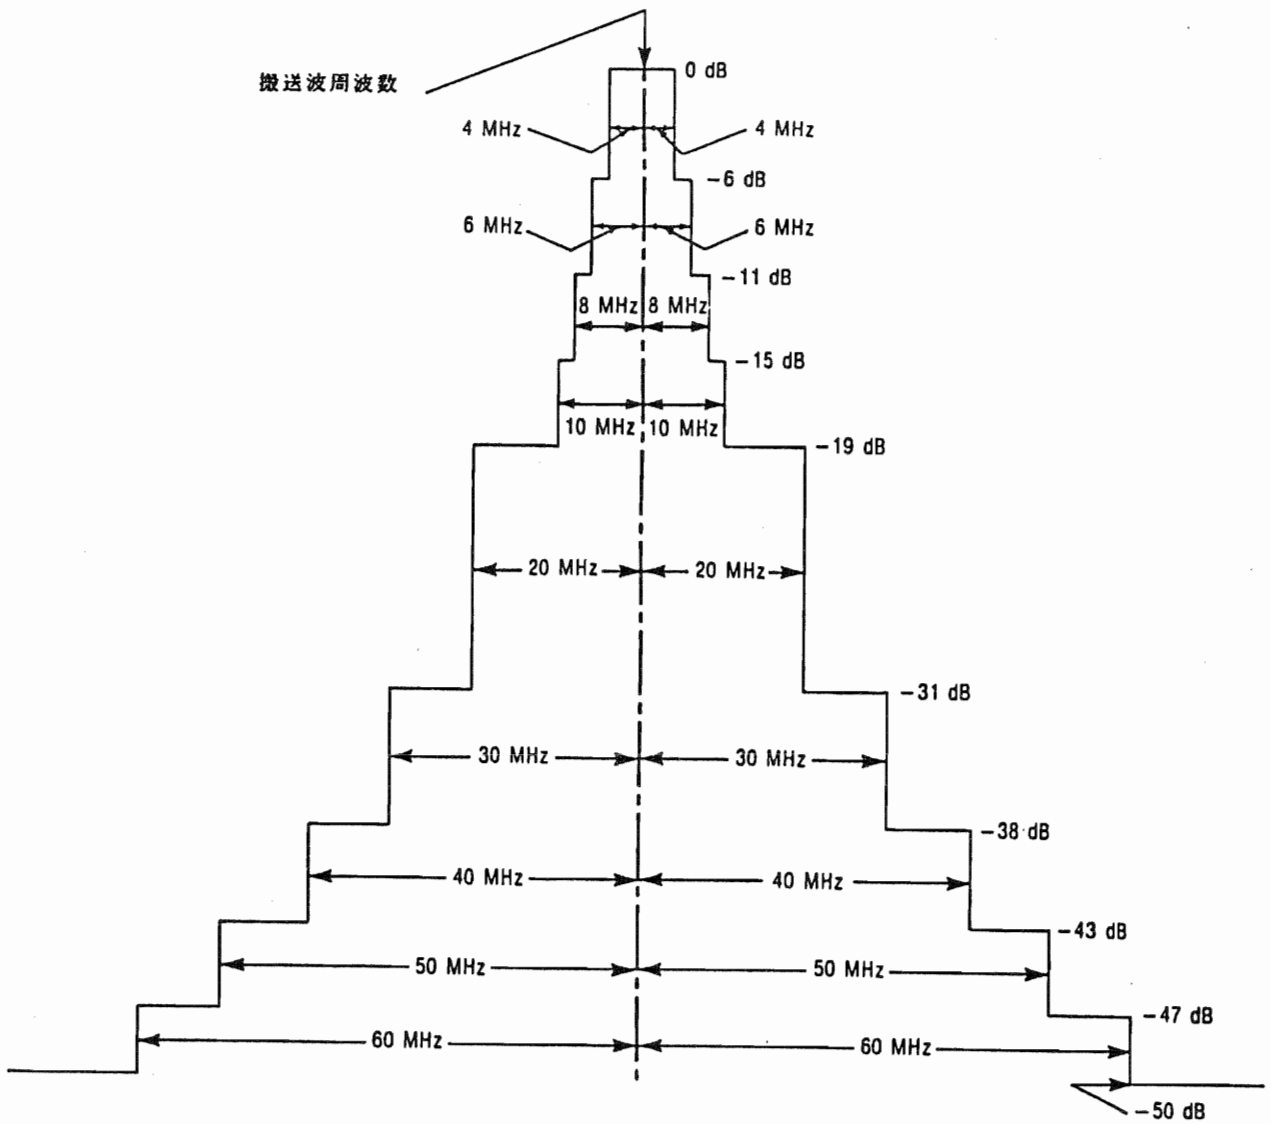 搬送波周波数
0 dB
4 MHz
4 MHz
−6 dB
6 MHz
6 MHz
−11 dB
8 MHz
8 MHz
−15 dB
10 MHz
10 MHz
−19 dB
20 MHz
20 MHz
−31 dB
30 MHz
30 MHz
−38 dB
40 MHz
40 MHz
−43 dB
50 MHz
50 MHz
−47 dB
60 MHz
60 MHz
−50 dB